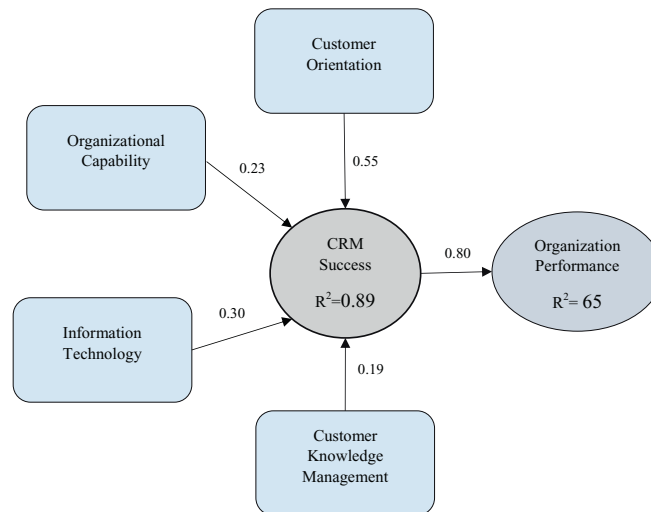 Customer
Orientation
Organizational
Capability
0.23
0.55
CRM
Success
R²=0.89
0.80
Organization
Performance
R²= 65
Information
Technology
0.30
0.19
Customer
Knowledge
Management